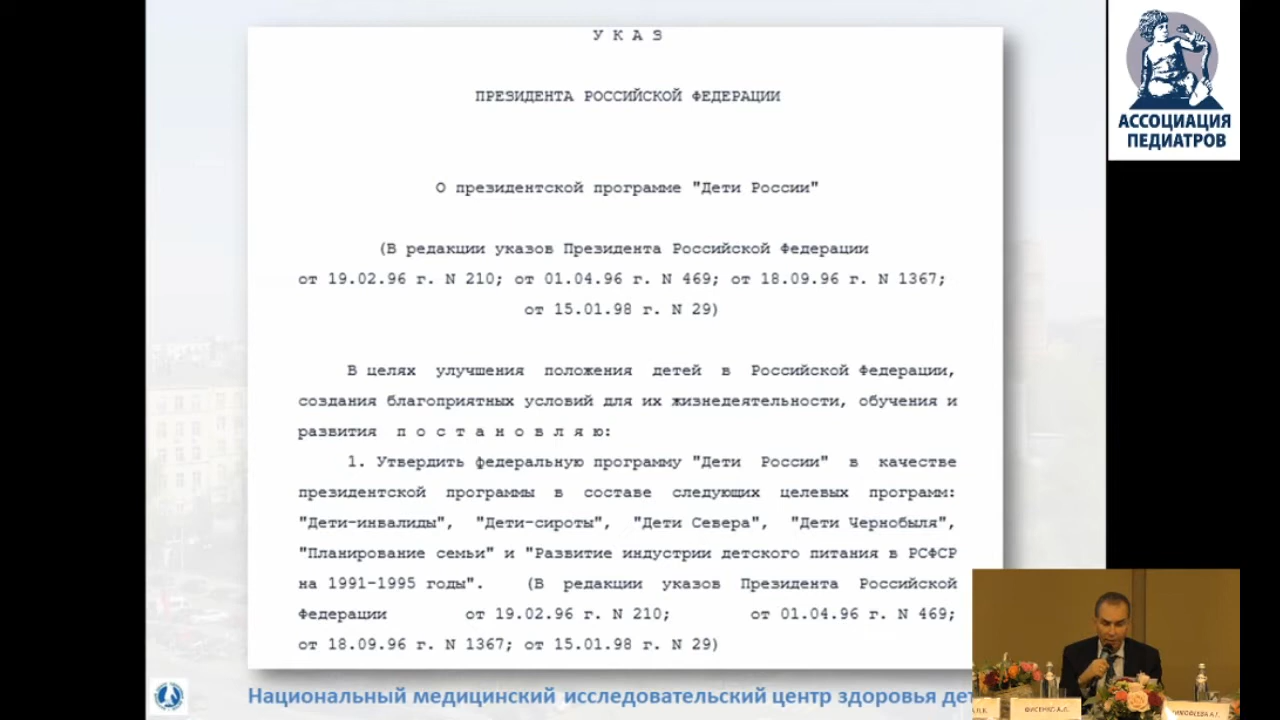 У К А З
ПРЕЗИДЕНТА РОССИЙСКОЙ ФЕДЕРАЦИИ
О президентской программе "Дети России"
(В редакции указов Президента Российской Федерации
от 19.02.96 г. N 210; от 01.04.96 г. N 469; от 18.09.96 г. N 1367;
от 15.01.98 г. N 29)
В целях улучшения положения детей в Российской Федерации,
создания благоприятных условий для их жизнедеятельности, обучения и
развития п о с т а н о в л я ю:
1. Утвердить федеральную программу "Дети России" в качестве
президентской программы в составе следующих целевых программ:
"Дети-инвалиды", "Дети-сироты", "Дети Севера", "Дети Чернобыля",
"Планирование семьи" и "Развитие индустрии детского питания в РСФСР
на 1991-1995 годы". (В редакции указов Президента Российской
Федерации от 19.02.96 г. N 210; от 01.04.96 г. N 469;
от 18.09.96 г. N 1367; от 15.01.98 г. N 29)
Национальный медицинский исследовательский центр здоровья дет
АССОЦИАЦИЯ
ПЕДИАТРОВ
ФИСЕНКО А.П.